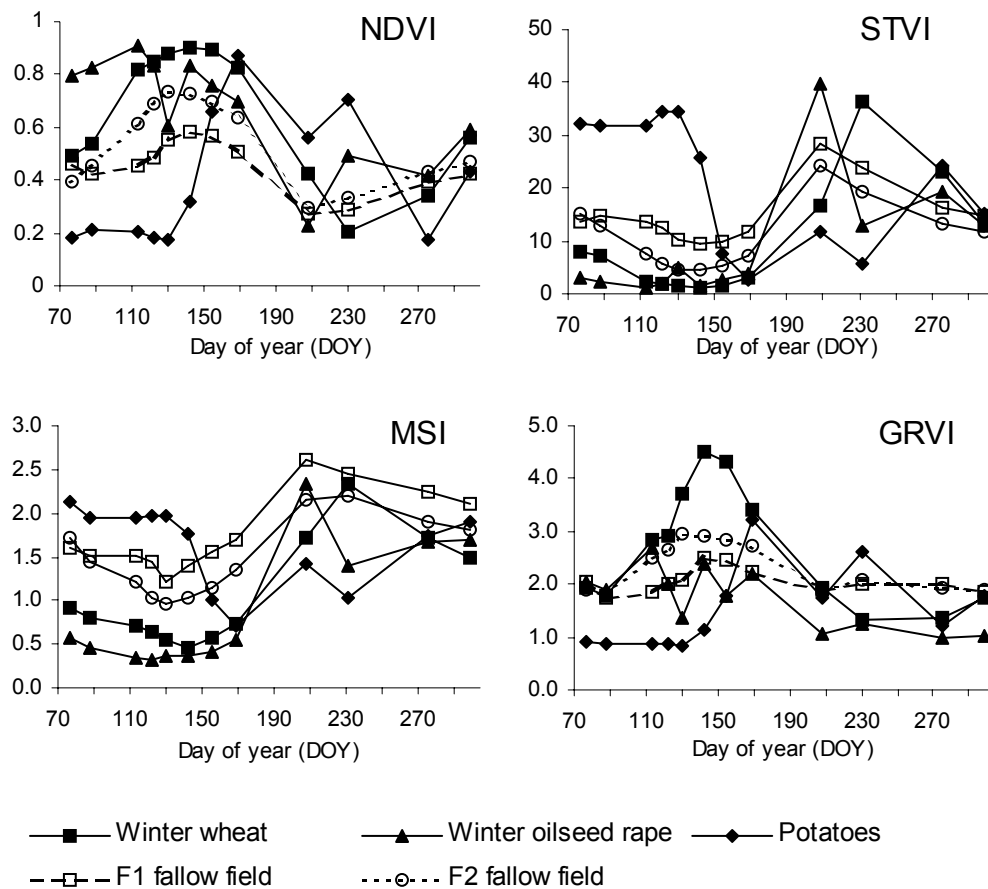 NDVI
1
0.8
0.6
0.4
0.2
0
70 110 150 190 230 270
Day of year (DOY)
STVI
50
40
30
20
10
0
70 110 150 190 230 270
Day of year (DOY)
MSI
3.0
2.5
2.0
1.5
1.0
0.5
0.0
70 110 150 190 230 270
Day of year (DOY)
GRVI
5.0
4.0
3.0
2.0
1.0
0.0
70 110 150 190 230 270
Day of year (DOY)
Winter wheat Winter oilseed rape Potatoes
F1 fallow field F2 fallow field